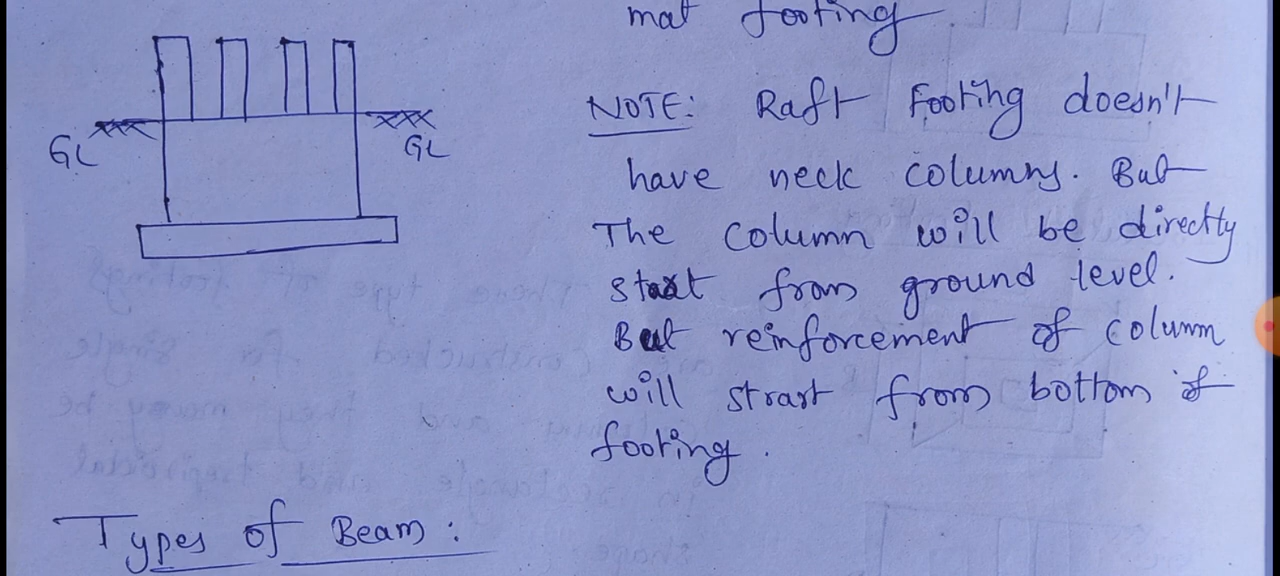 mat footing
GL
GL
NOTE: Raft Footing doesn't
have neck columns. But
The column will be directly
start from ground level.
But reinforcement of column
will strart from bottom of
footing.
Types of Beam: